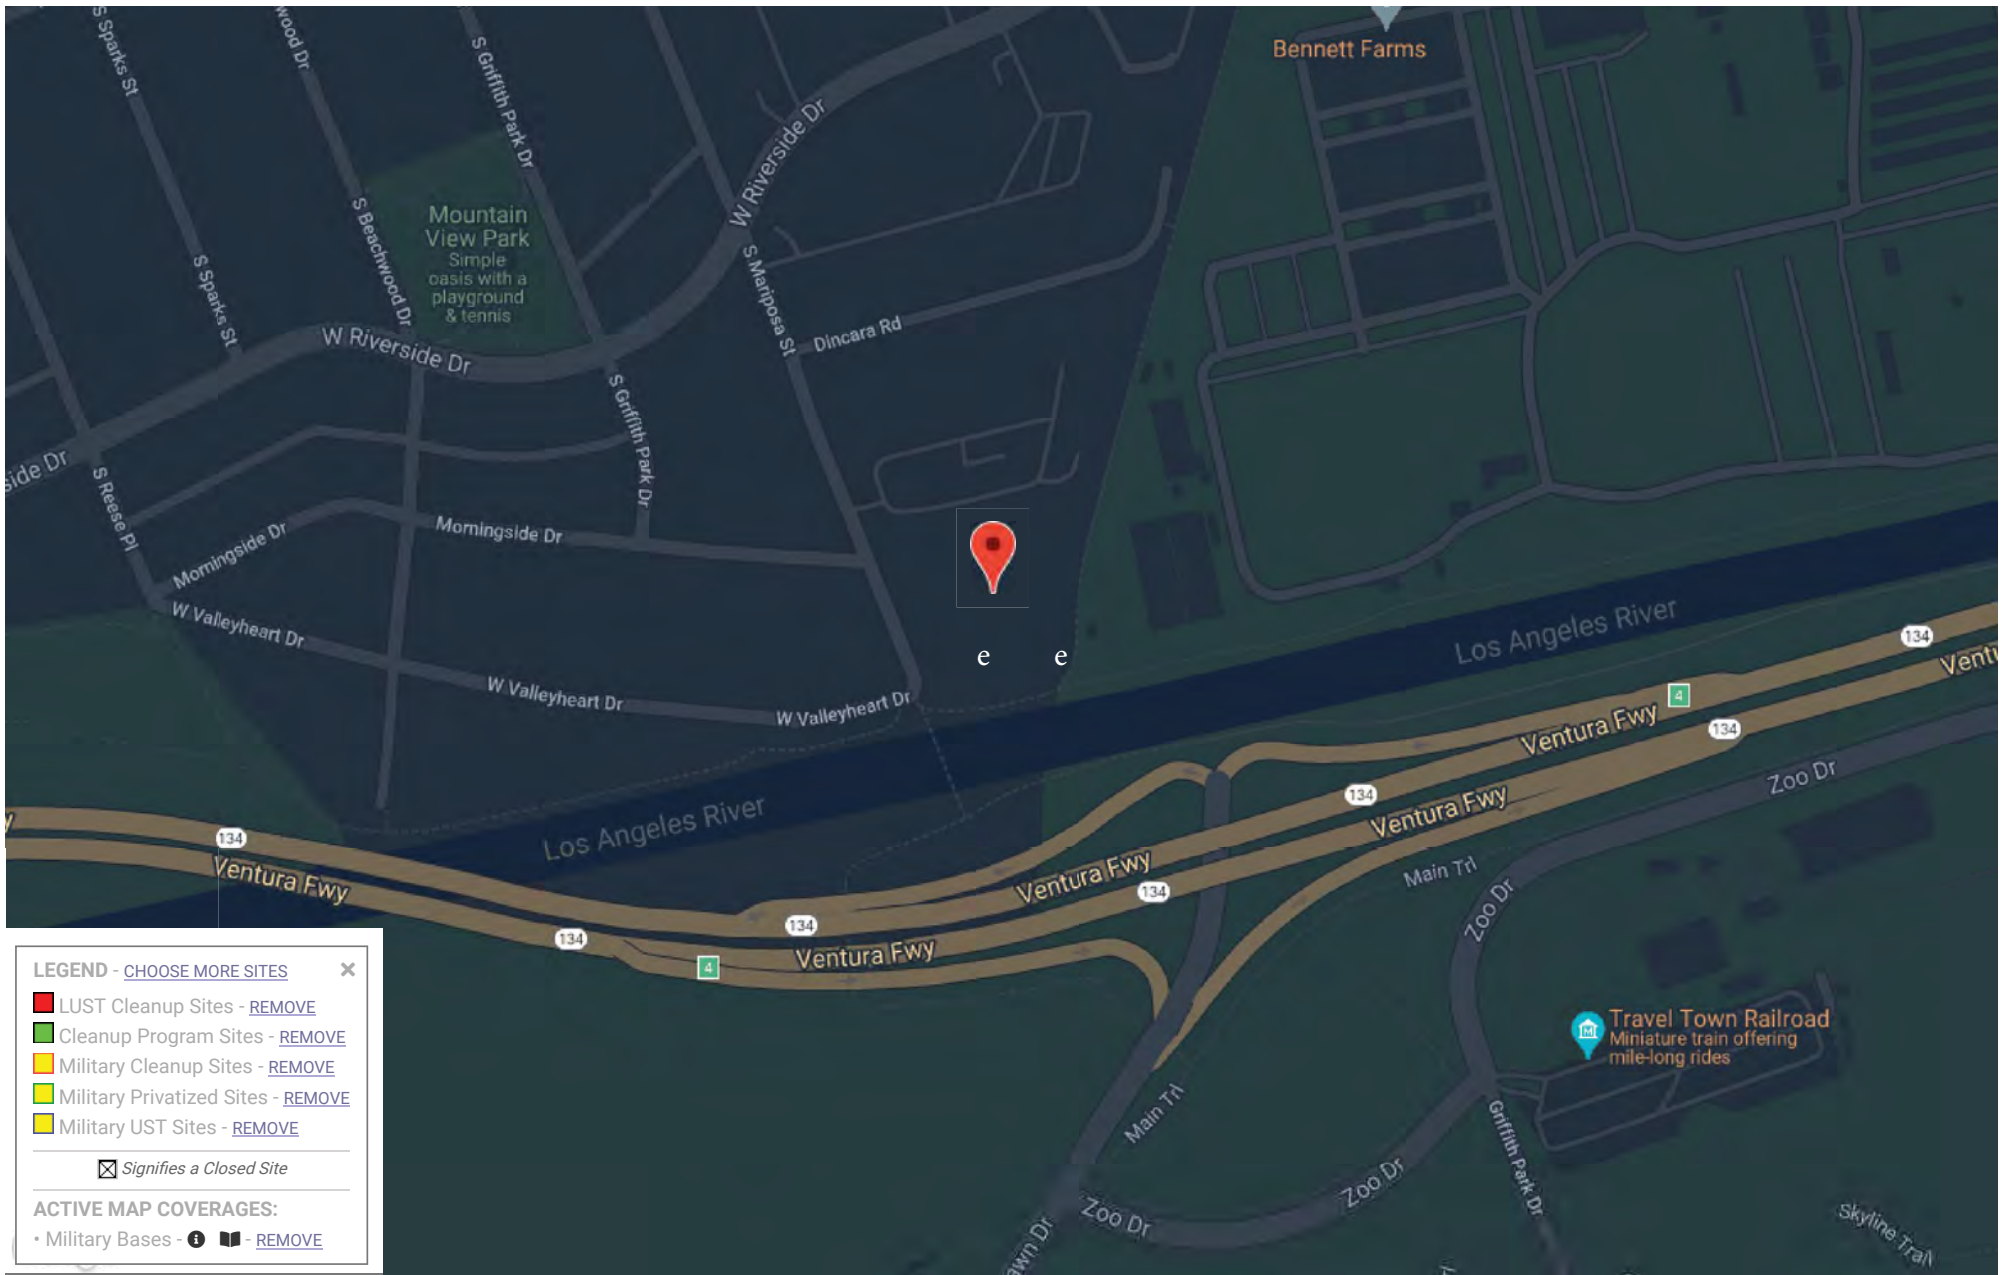 S Sparks St
wood Dr
S Griffith Park Dr
Bennett Farms
W Riverside Dr
Mountain
View Park
Simple
oasis with a
playground
& tennis
S Beachwood Dr
S Sparks St
S Mariposa St
Dincara Rd
W Riverside Dr
S Griffith Park Dr
side Dr
S Reese Pl
Morningside Dr
Morningside Dr
W Valleyheart Dr
W Valleyheart Dr
W Valleyheart Dr
e e
Los Angeles River
134
Ventu
4
Ventura Fwy
134
Zoo Dr
134
Ventura Fwy
Los Angeles River
y
134
Ventura Fwy
Ventura Fwy
134
Main Trl
Zoo Dr
134
134
Ventura Fwy
4
Travel Town Railroad
Miniature train offering
mile-long rides
Main Trl
Griffith Park Dr
Zoo Dr
Zoo Dr
awn Dr
rl
Skyline Trail
LEGEND - CHOOSE MORE SITES ×
LUST Cleanup Sites - REMOVE
Cleanup Program Sites - REMOVE
Military Cleanup Sites - REMOVE
Military Privatized Sites - REMOVE
Military UST Sites - REMOVE
Signifies a Closed Site
ACTIVE MAP COVERAGES:
• Military Bases - REMOVE